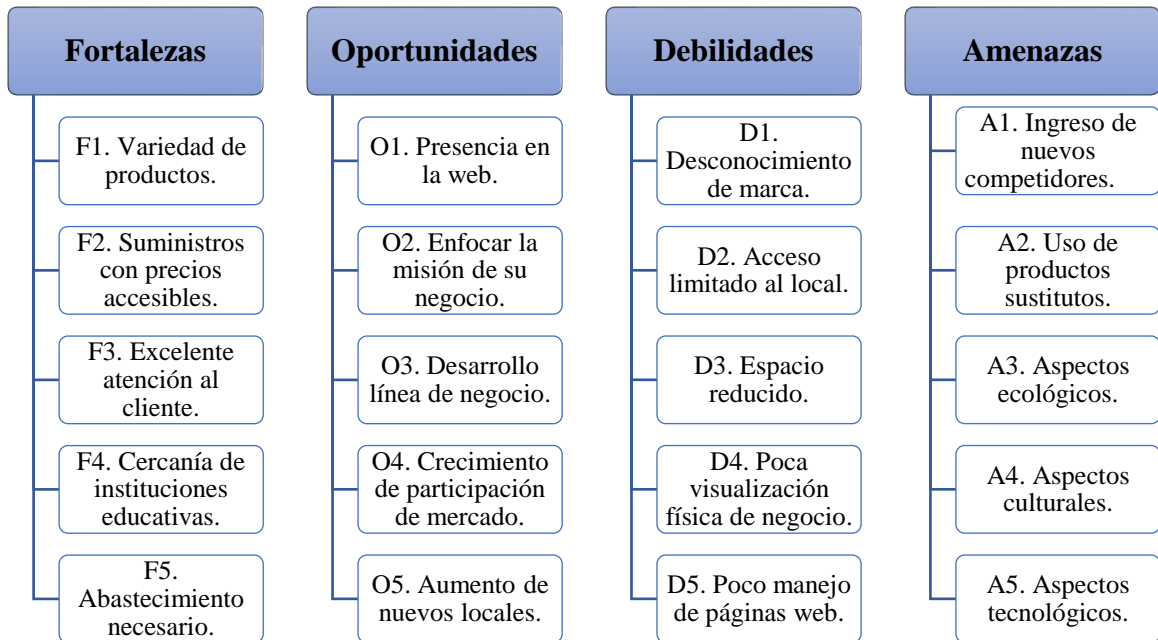 Fortalezas
F1. Variedad de
productos.
F2. Suministros
con precios
accesibles.
F3. Excelente
atención al
cliente.
F4. Cercanía de
instituciones
educativas.
F5.
Abastecimiento
necesario.
Oportunidades
O1. Presencia en
la web.
O2. Enfocar la
misión de su
negocio.
O3. Desarrollo
línea de negocio.
O4. Crecimiento
de participación
de mercado.
O5. Aumento de
nuevos locales.
Debilidades
D1.
Desconocimiento
de marca.
D2. Acceso
limitado al local.
D3. Espacio
reducido.
D4. Poca
visualización
física de negocio.
D5. Poco manejo
de páginas web.
Amenazas
A1. Ingreso de
nuevos
competidores.
A2. Uso de
productos
sustitutos.
A3. Aspectos
ecológicos.
A4. Aspectos
culturales.
A5. Aspectos
tecnológicos.